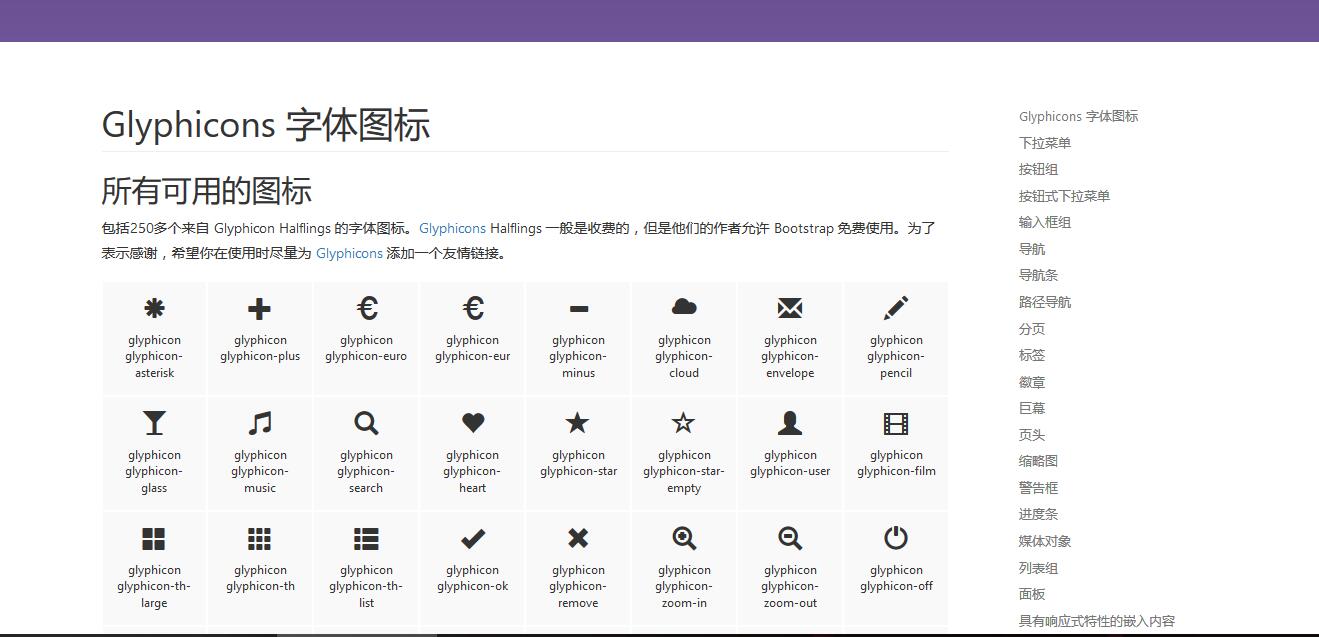 Glyphicons 字体图标
所有可用的图标
包括250多个来自 Glyphicon Halflings 的字体图标。Glyphicons Halflings 一般是收费的，但是他们的作者允许 Bootstrap 免费使用。为了
表示感谢，希望你在使用时尽量为 Glyphicons 添加一个友情链接。
glyphicon
glyphicon-
asterisk
glyphicon
glyphicon-plus
glyphicon
glyphicon-euro
glyphicon
glyphicon-eur
glyphicon
glyphicon-
minus
glyphicon
glyphicon-
cloud
glyphicon
glyphicon-
envelope
glyphicon
glyphicon-
pencil
glyphicon
glyphicon-
glass
glyphicon
glyphicon-
music
glyphicon
glyphicon-
search
glyphicon
glyphicon-
heart
glyphicon
glyphicon-star
glyphicon
glyphicon-star-
empty
glyphicon
glyphicon-user
glyphicon
glyphicon-film
glyphicon
glyphicon-th-
large
glyphicon
glyphicon-th
glyphicon
glyphicon-th-
list
glyphicon
glyphicon-ok
glyphicon
glyphicon-
remove
glyphicon
glyphicon-
zoom-in
glyphicon
glyphicon-
zoom-out
glyphicon
glyphicon-off
Glyphicons 字体图标
下拉菜单
按钮组
按钮式下拉菜单
输入框组
导航
导航条
路径导航
分页
标签
徽章
巨幕
页头
缩略图
警告框
进度条
媒体对象
列表组
面板
具有响应式特性的嵌入内容